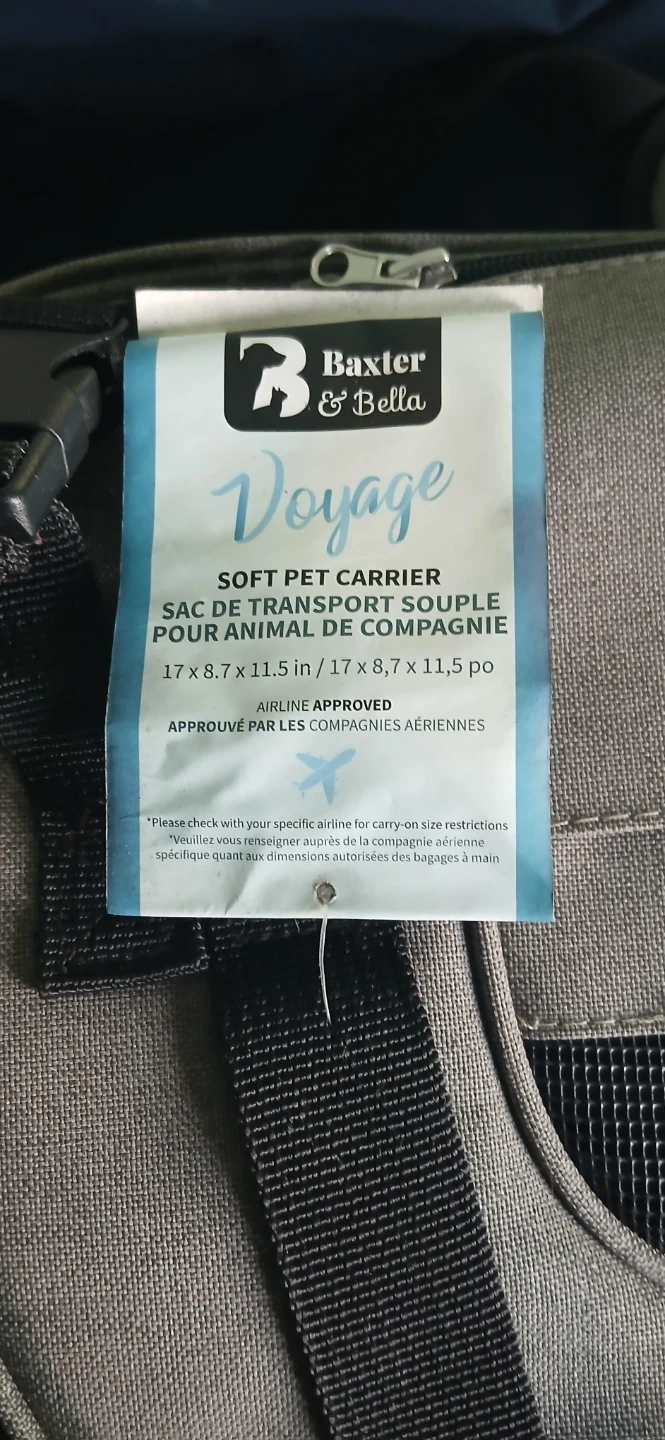 Baxter
& Bella
Voyage
SOFT PET CARRIER
SAC DE TRANSPORT SOUPLE
POUR ANIMAL DE COMPAGNIE
17 x 8.7 x 11.5 in / 17 x 8,7 x 11,5 po
AIRLINE APPROVED
APPROUVÉ PAR LES COMPAGNIES AÉRIENNES
*Please check with your specific airline for carry-on size restrictions
*Veuillez vous renseigner auprès de la compagnie aérienne
spécifique quant aux dimensions autorisées des bagages à main